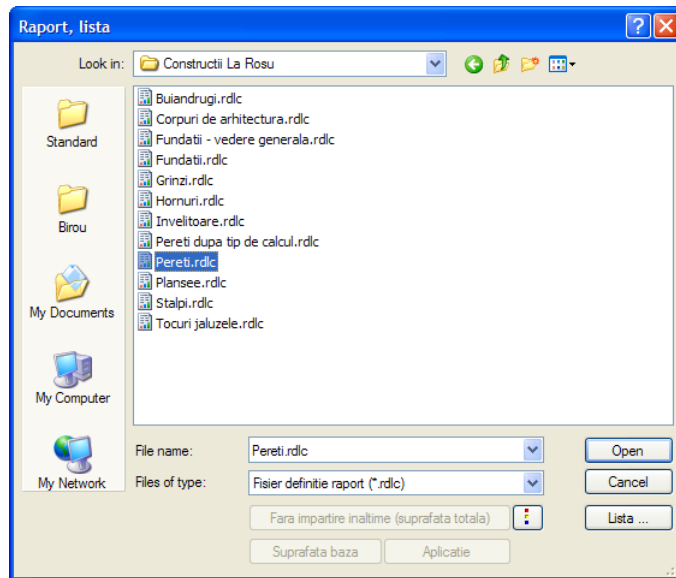 Raport, lista
Look in:
Constructii La Rosu
Standard
Birou
My Documents
My Computer
My Network
Buiandrugi.rdlc
Corpuri de arhitectura.rdlc
Fundatii - vedere generala.rdlc
Fundatii.rdlc
Grinzi.rdlc
Hornuri.rdlc
Invelitoare.rdlc
Pereti dupa tip de calcul.rdlc
Pereti.rdlc
Plansee.rdlc
Stalpi.rdlc
Tocuri jaluzele.rdlc
File name:
Pereti.rdlc
Open
Files of type:
Fisier definitie raport (*.rdlc)
Cancel
Fara impartire inaltime (suprafata totala)
Lista ...
Suprafata baza
Aplicatie